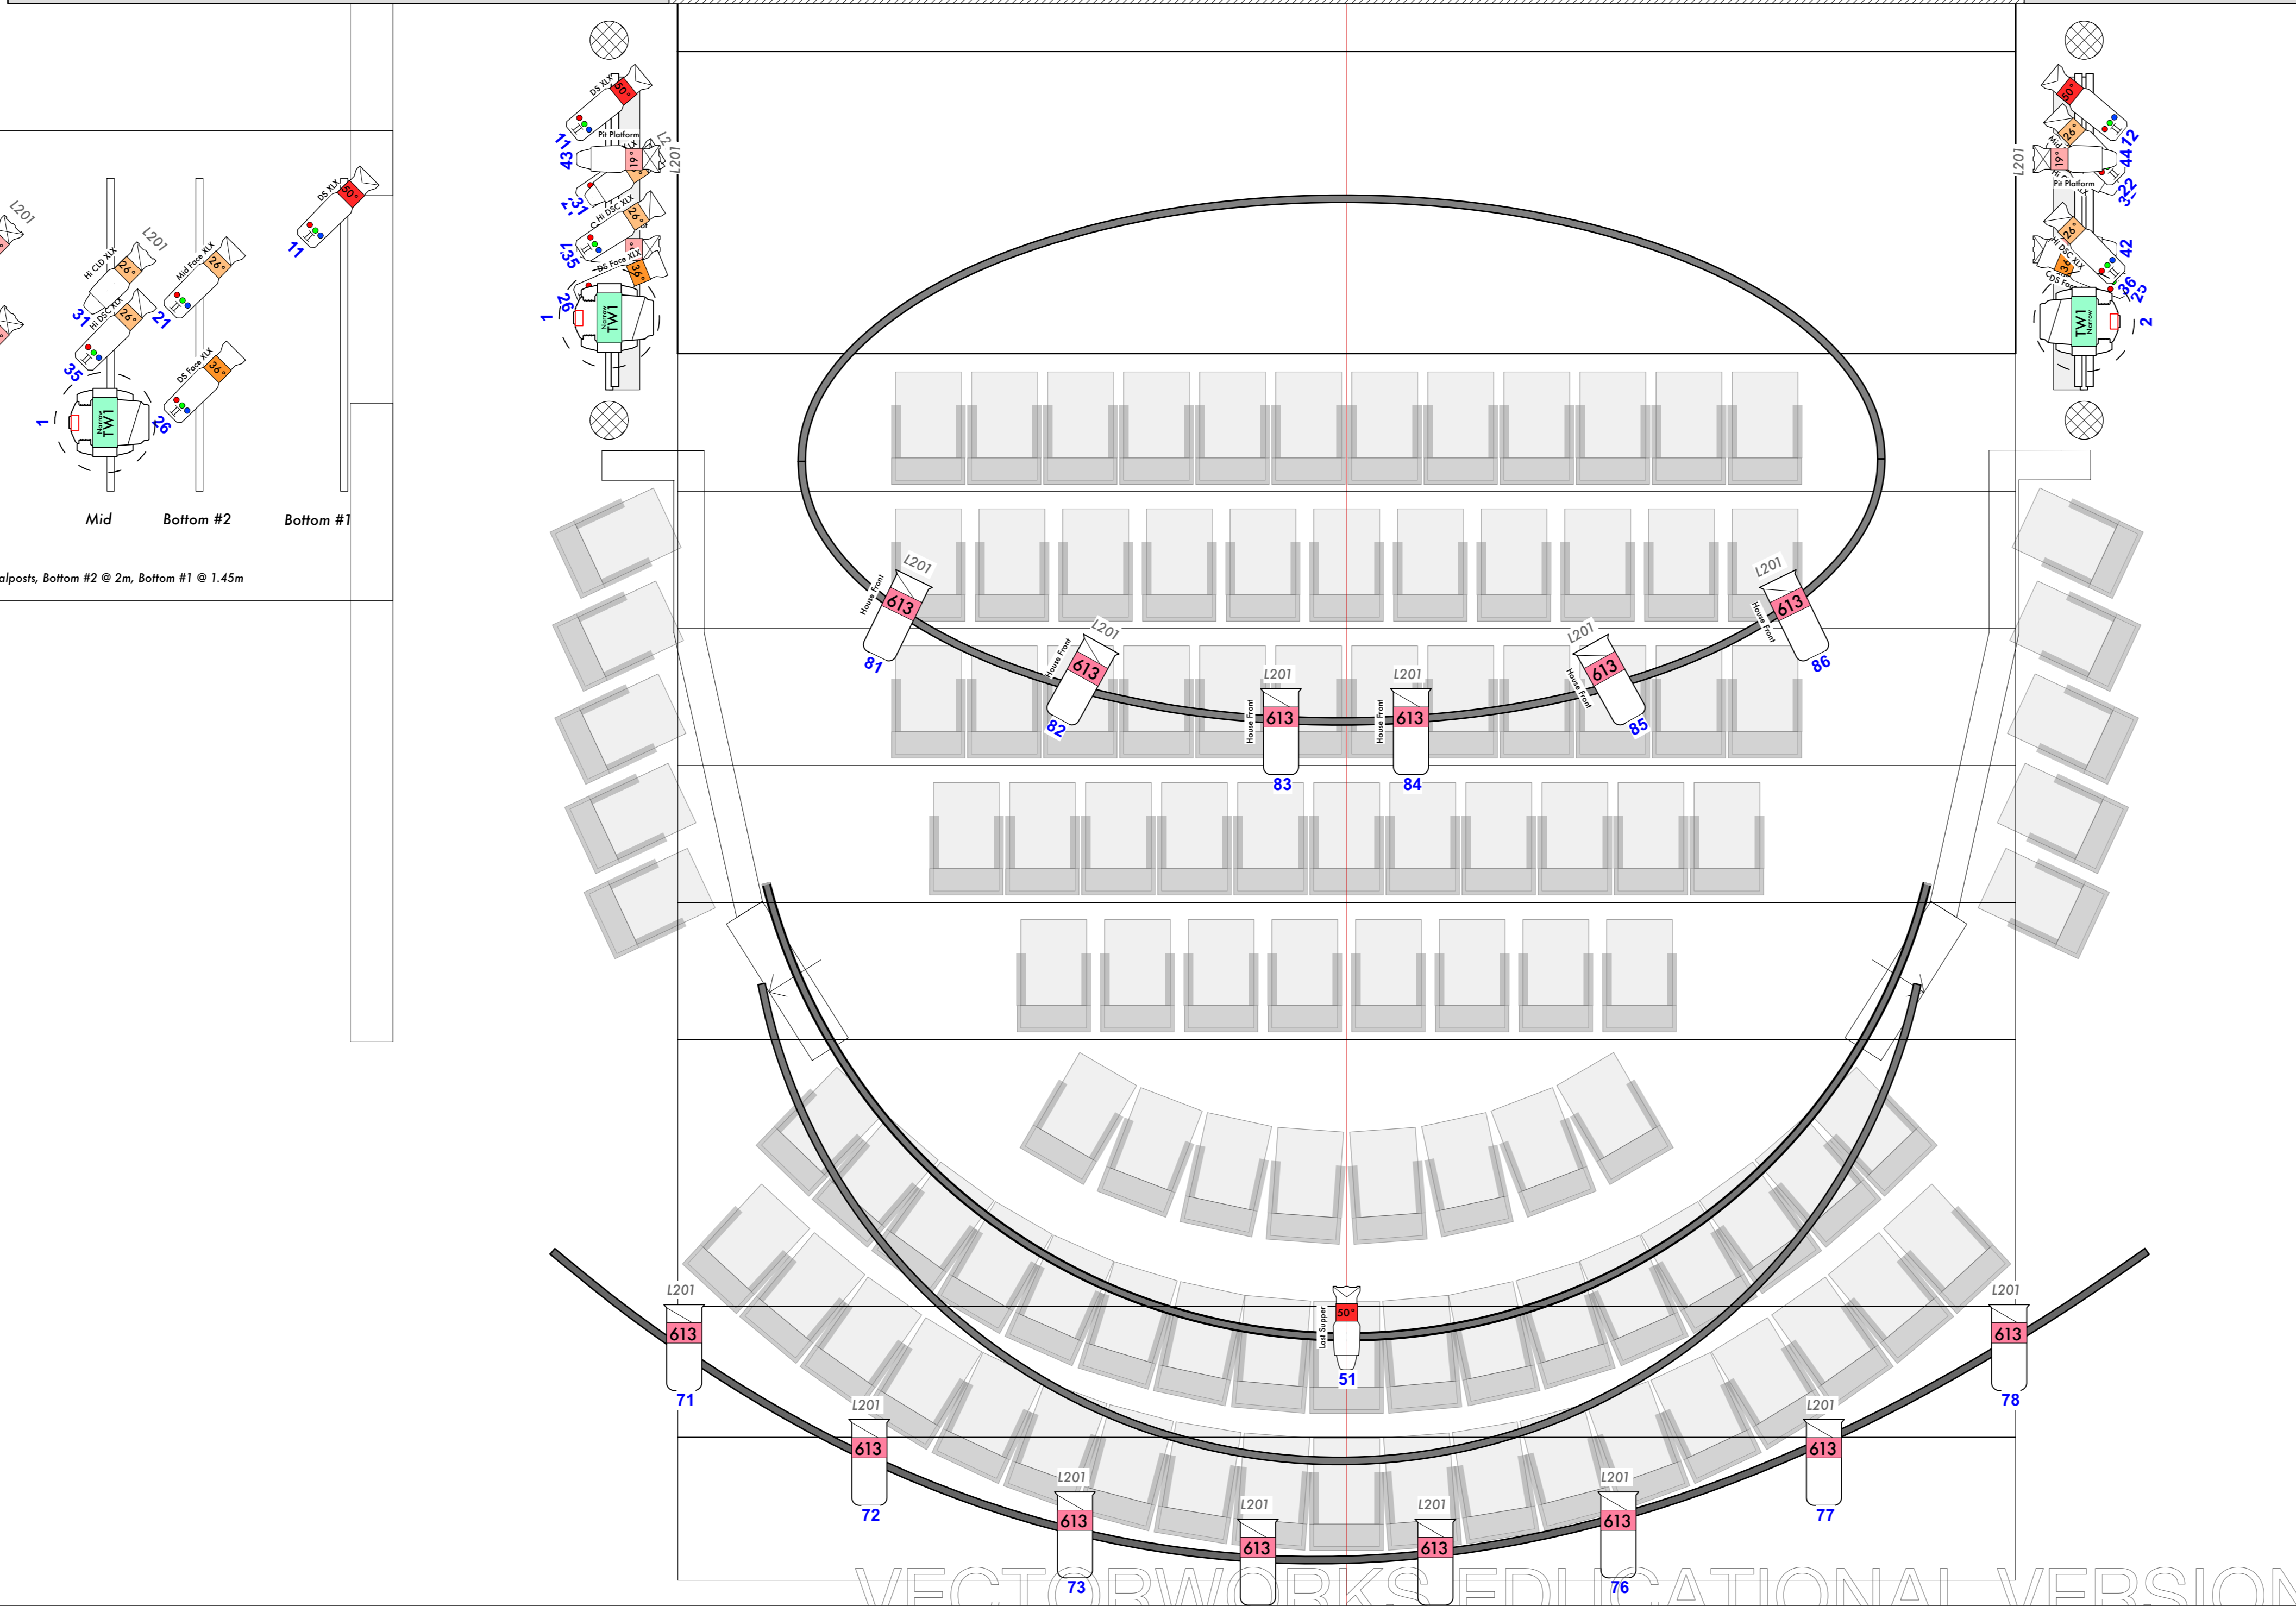 L201
Hi CLD XLX
26°
31
L201
Hi DSC XLX
26°
35
Mid Face XLX
26°
21
DS Face XLX
36°
26
DS XLX
50°
11
1
Narrow
TW1
Mid
Bottom #2
Bottom #1
alposts, Bottom #2 @ 2m, Bottom #1 @ 1.45m
DS XLX
50°
11
Pit Platform
43
19°
L201
31
Hi DSC XLX
26°
35
DS Face XLX
36°
26
1
Narrow
TW1
50°
12
26°
L201
19°
44
Pit Platform
22
26°
Hi DSC XLX
42
36
25
TW1
Narrow
2
L201
House Front
613
81
L201
House Front
613
82
L201
House Front
613
83
L201
House Front
613
84
L201
House Front
613
85
L201
House Front
613
86
Last Supper
50°
51
L201
613
71
L201
613
72
L201
613
73
L201
613
L201
613
L201
613
76
L201
613
77
L201
613
78
VECTORWORKS EDUCATIONAL VERSION